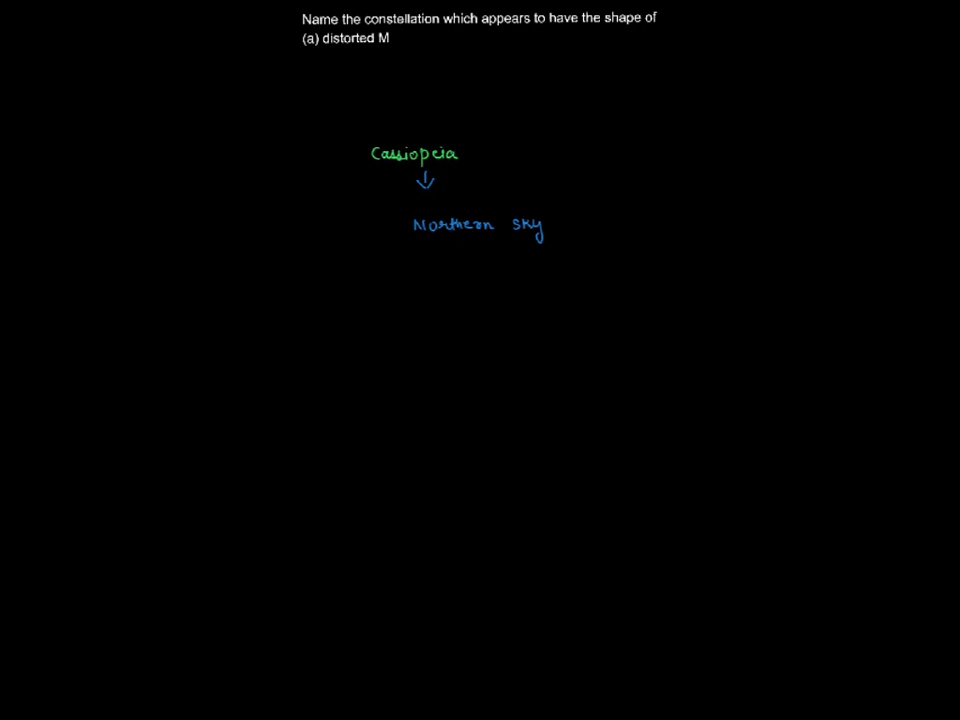 Name the constellation which appears to have the shape of
(a) distorted M
Cassiopeia
Northern sky